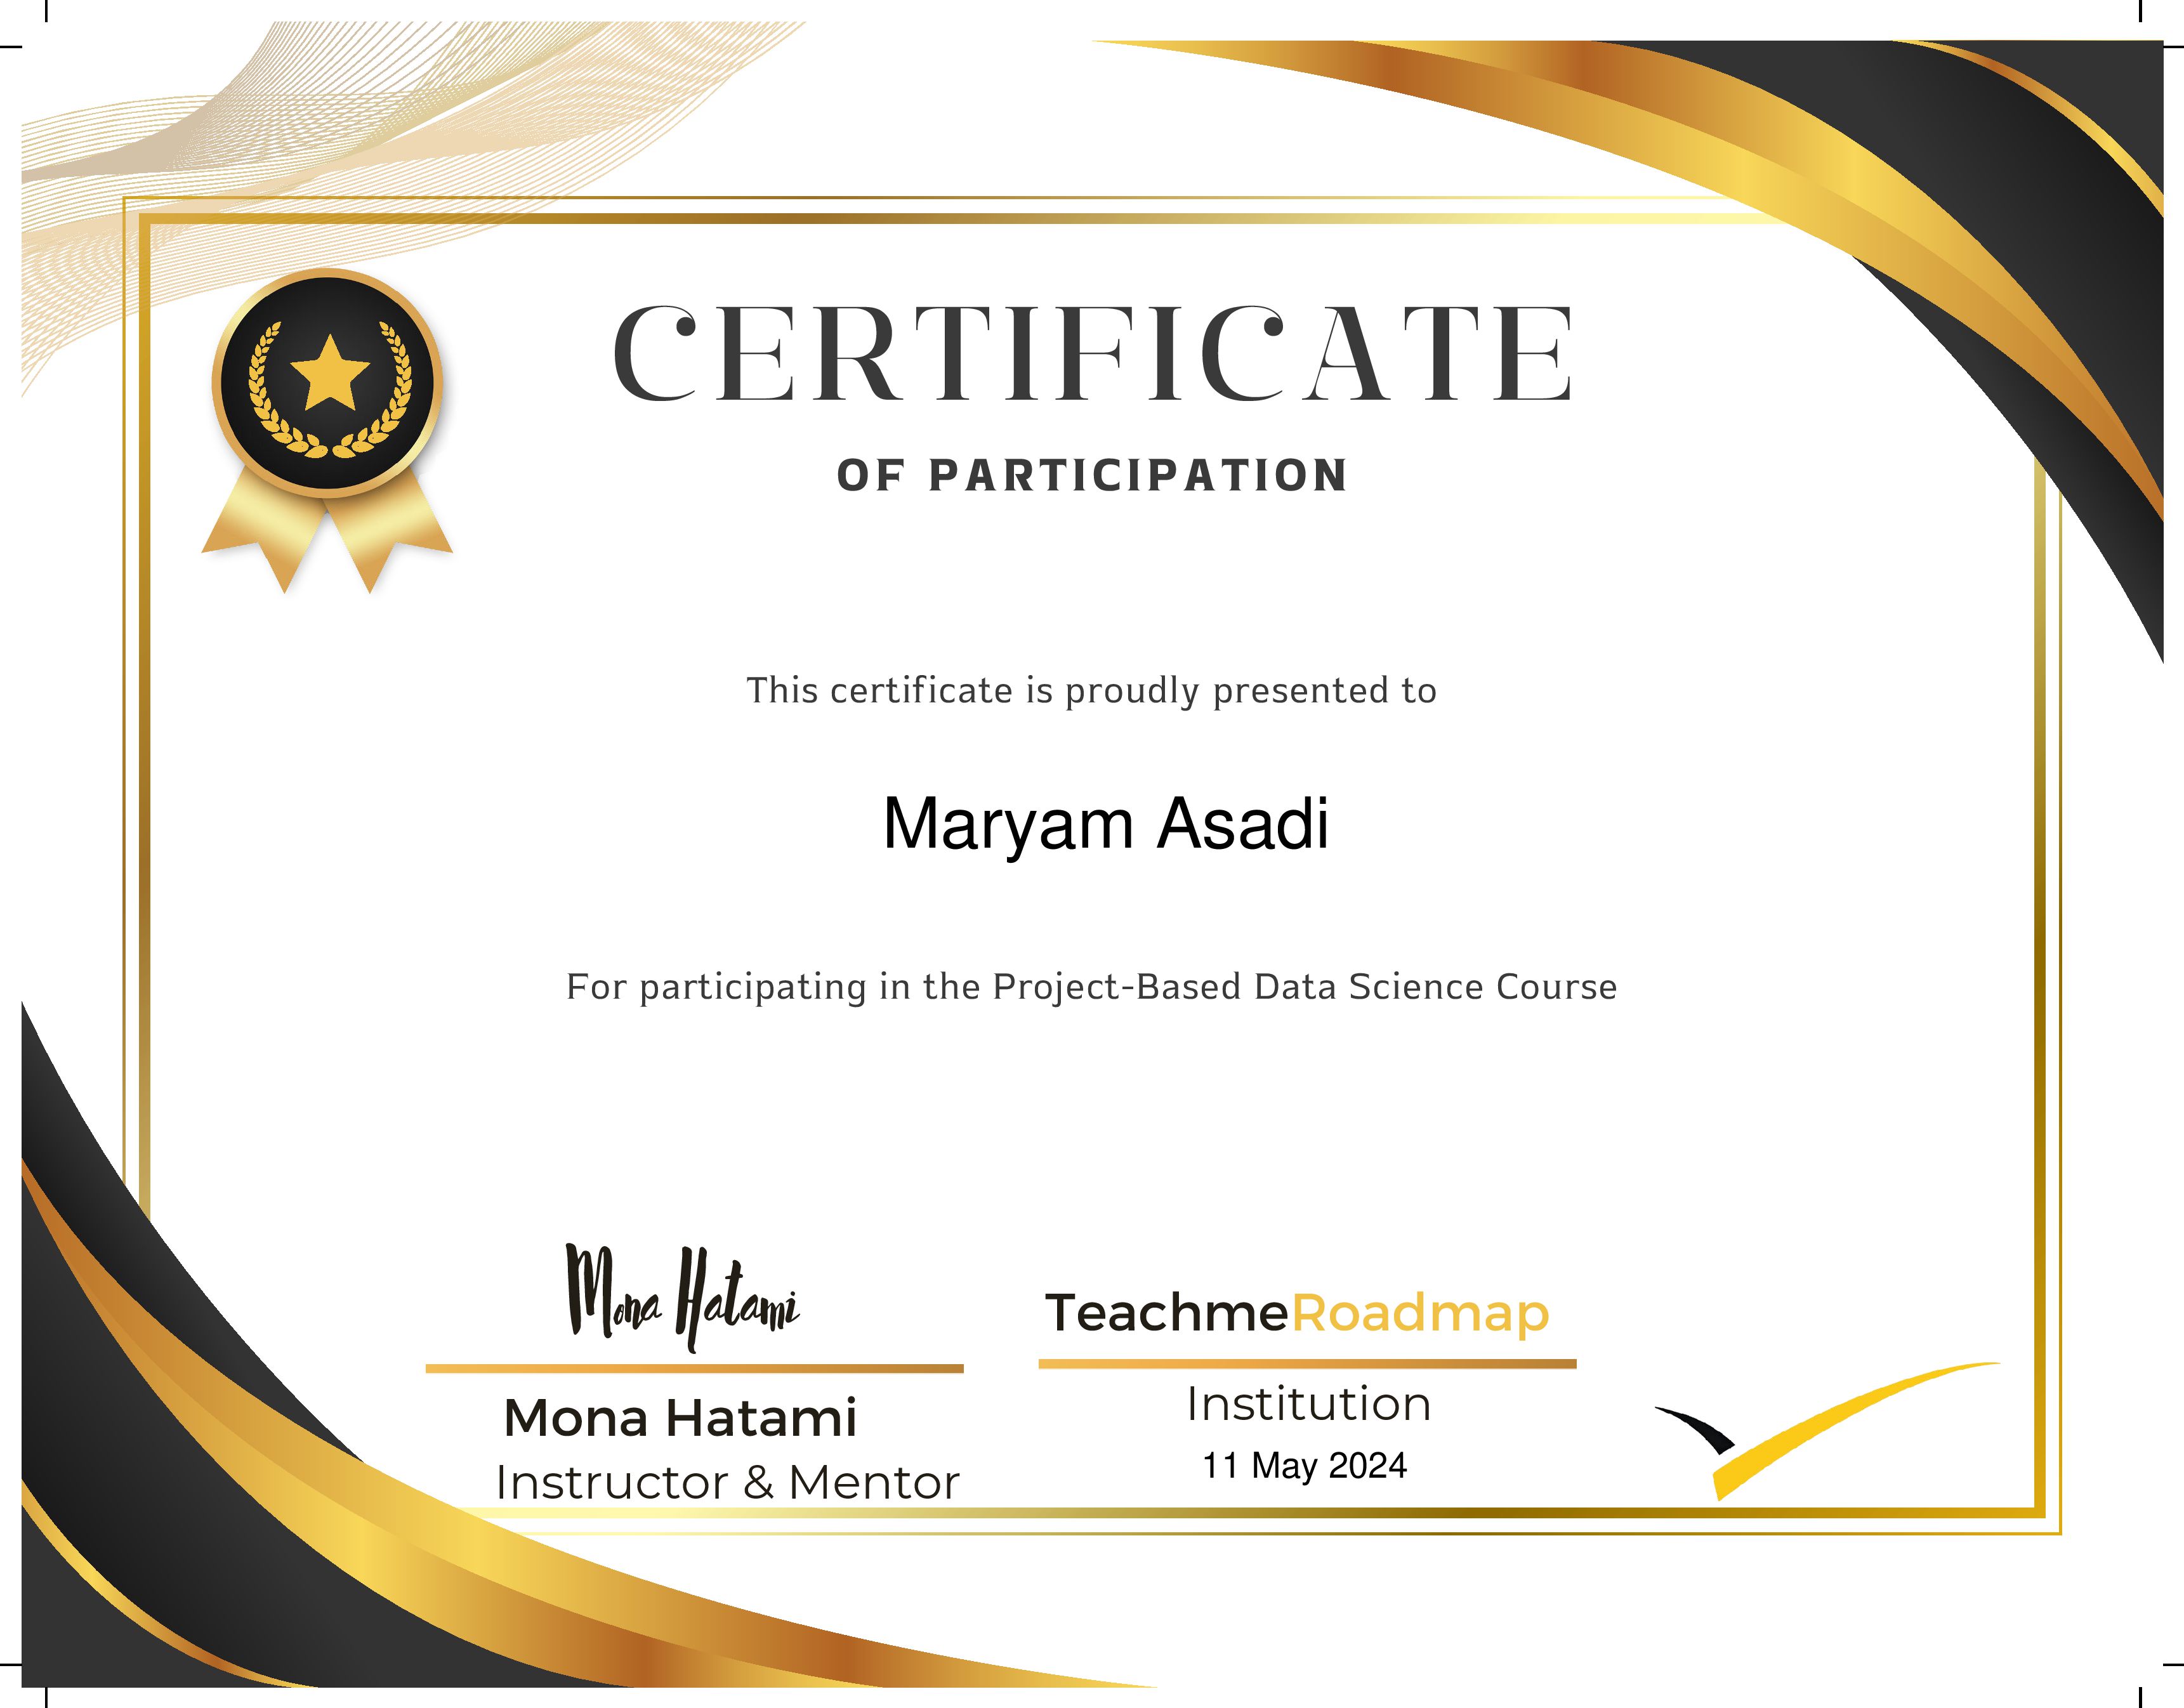 CERTIFICATE
OF PARTICIPATION
This certificate is proudly presented to
Maryam Asadi
For participating in the Project-Based Data Science Course
Mona Hatami
Mona Hatami
Instructor & Mentor
TeachmeRoadmap
Institution
11 May 2024